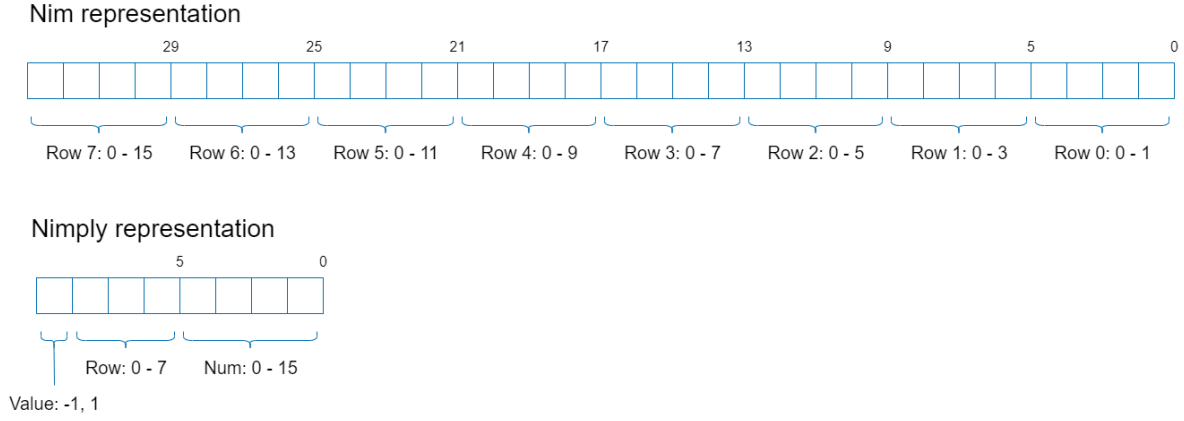 Nim representation
29 25 21 17 13 9 5 0
Row 7: 0 - 15 Row 6: 0 - 13 Row 5: 0 - 11 Row 4: 0 - 9 Row 3: 0 - 7 Row 2: 0 - 5 Row 1: 0 - 3 Row 0: 0 - 1
Nimply representation
5 0
Row: 0 - 7 Num: 0 - 15
Value: -1, 1